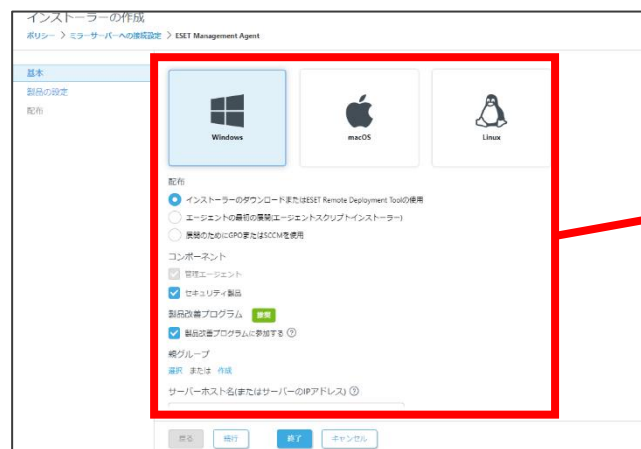 インストーラーの作成
ポリシー > ミラーサーバーへの接続設定 > ESET Management Agent
基本
製品の設定
配布
Windows
macOS
Linux
配布
インストーラーのダウンロードまたはESET Remote Deployment Toolの使用
エージェントの最初の展開(エージェントスクリプトインストーラー)
展開のためにGPOまたはSCCMを使用
コンポーネント
管理エージェント
セキュリティ製品
製品改善プログラム
製品改善プログラムに参加する ?
親グループ
選択 または 作成
サーバーホスト名(またはサーバーのIPアドレス) ?
戻る 続行 終了 キャンセル